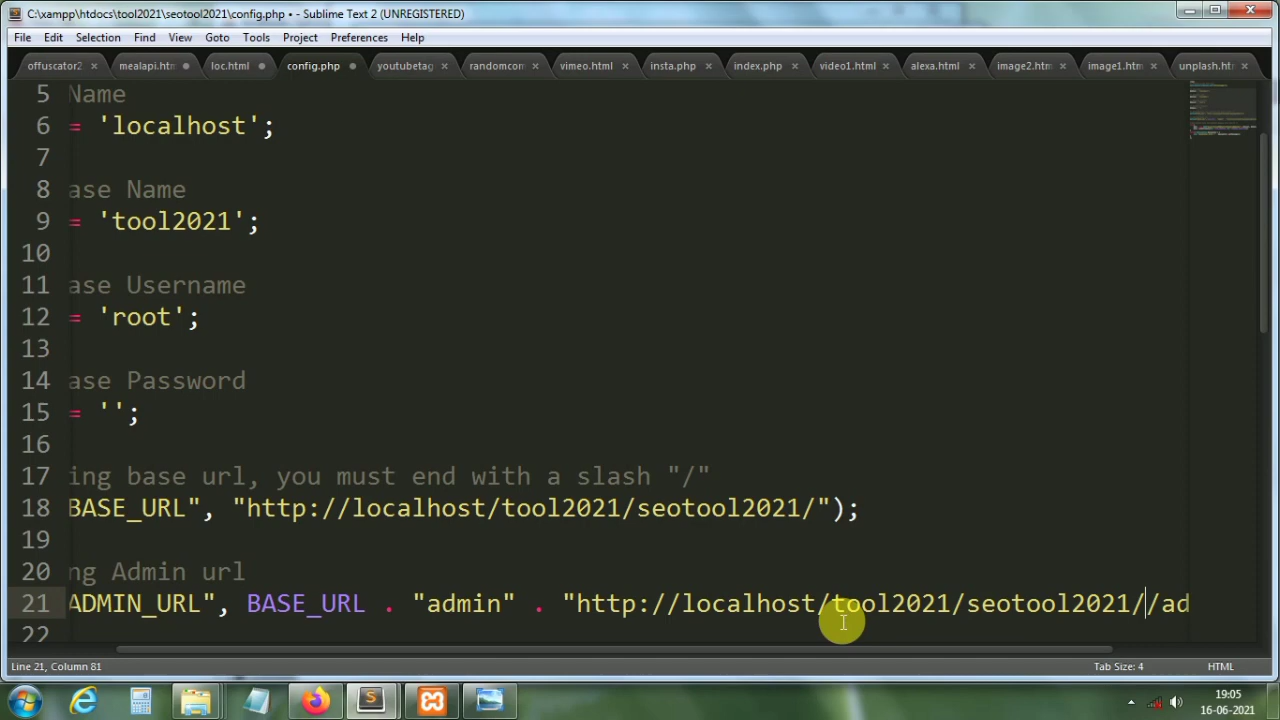 C:\xampp\htdocs\tool2021\seotool2021\config.php • - Sublime Text 2 (UNREGISTERED)
File Edit Selection Find View Goto Tools Project Preferences Help
offuscator2 mealapi.htm loc.html config.php youtubetag randomcom vimeo.html insta.php index.php video1.html alexa.html image2.htm image1.htm unplash.htm
5 Name
6 = 'localhost';
7
8 ase Name
9 = 'tool2021';
10
11 ase Username
12 = 'root';
13
14 ase Password
15 = '';
16
17 ing base url, you must end with a slash "/"
18 BASE_URL", "http://localhost/tool2021/seotool2021/");
19
20 ng Admin url
21 ADMIN_URL", BASE_URL . "admin" . "http://localhost/tool2021/seotool2021//ad
22
Line 21, Column 81 Tab Size: 4 HTML
19:05
16-06-2021